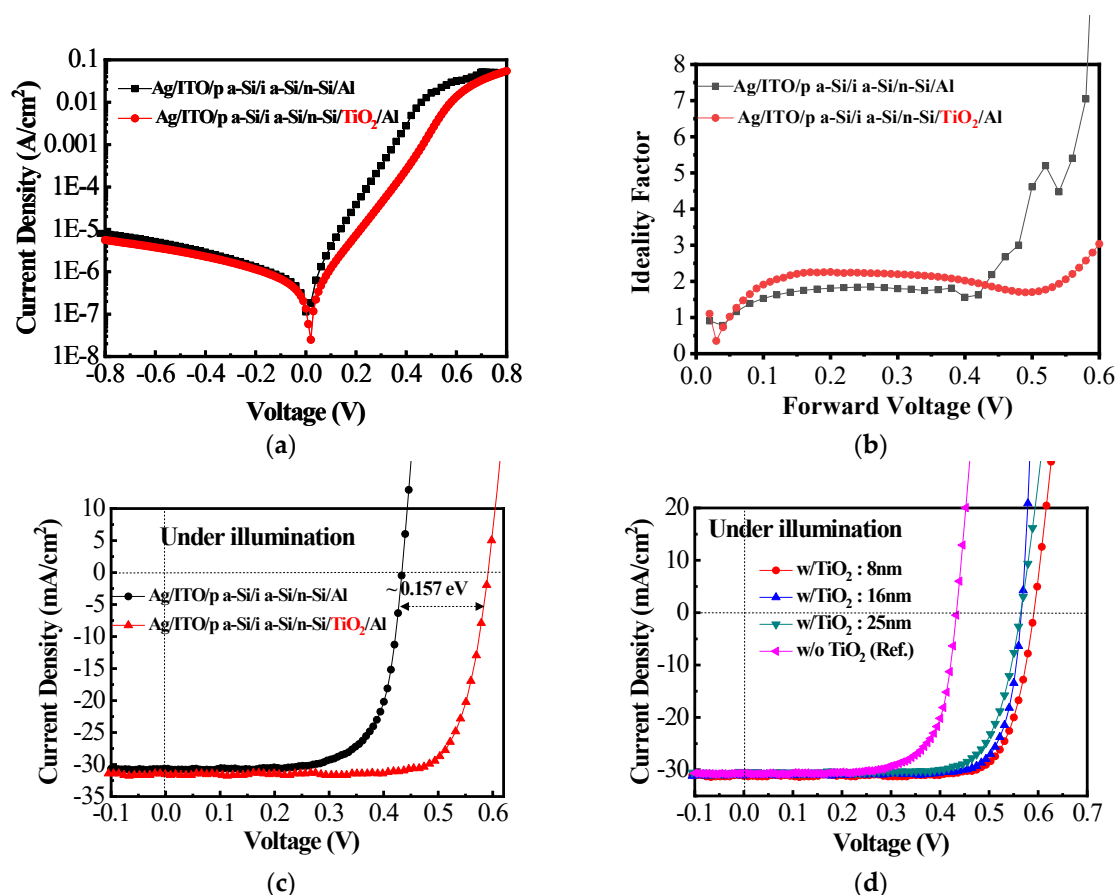 0.1
0.01
0.001
1E-4
1E-5
1E-6
1E-7
1E-8
Current Density (A/cm²)
Ag/ITO/p a-Si/i a-Si/n-Si/Al
Ag/ITO/p a-Si/i a-Si/n-Si/TiO₂/Al
-0.8 -0.6 -0.4 -0.2 0.0 0.2 0.4 0.6 0.8
Voltage (V)
(a)
8
7
6
5
4
3
2
1
0
Ideality Factor
Ag/ITO/p a-Si/i a-Si/n-Si/Al
Ag/ITO/p a-Si/i a-Si/n-Si/TiO₂/Al
0.0 0.1 0.2 0.3 0.4 0.5 0.6
Forward Voltage (V)
(b)
10
5
0
-5
-10
-15
-20
-25
-30
-35
Current Density (mA/cm²)
Under illumination
~ 0.157 eV
Ag/ITO/p a-Si/i a-Si/n-Si/Al
Ag/ITO/p a-Si/i a-Si/n-Si/TiO₂/Al
-0.1 0.0 0.1 0.2 0.3 0.4 0.5 0.6
Voltage (V)
(c)
20
10
0
-10
-20
-30
Current Density (mA/cm²)
Under illumination
w/TiO₂ : 8nm
w/TiO₂ : 16nm
w/TiO₂ : 25nm
w/o TiO₂ (Ref.)
-0.1 0.0 0.1 0.2 0.3 0.4 0.5 0.6 0.7
Voltage (V)
(d)